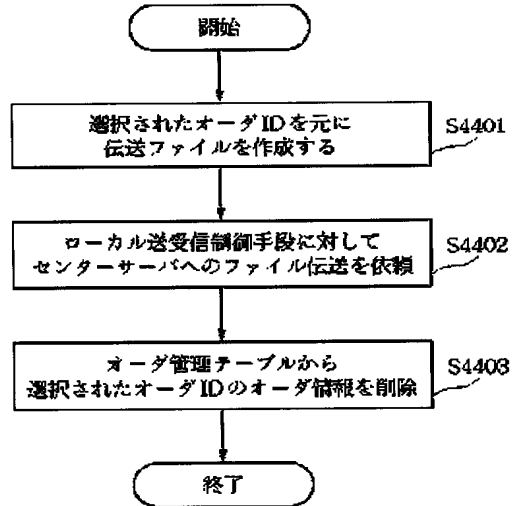 開始
選択されたオーダIDを元に
伝送ファイルを作成する
S4401
ローカル送受信制御手段に対して
センターサーバへのファイル伝送を依頼
S4402
オーダ管理テーブルから
選択されたオーダIDのオーダ情報を削除
S4403
終了